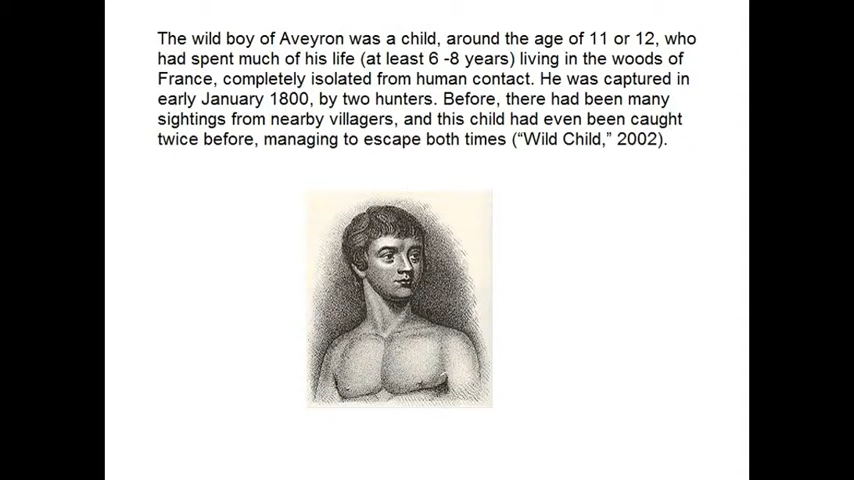 The wild boy of Aveyron was a child, around the age of 11 or 12, who
had spent much of his life (at least 6 -8 years) living in the woods of
France, completely isolated from human contact. He was captured in
early January 1800, by two hunters. Before, there had been many
sightings from nearby villagers, and this child had even been caught
twice before, managing to escape both times (“Wild Child,” 2002).